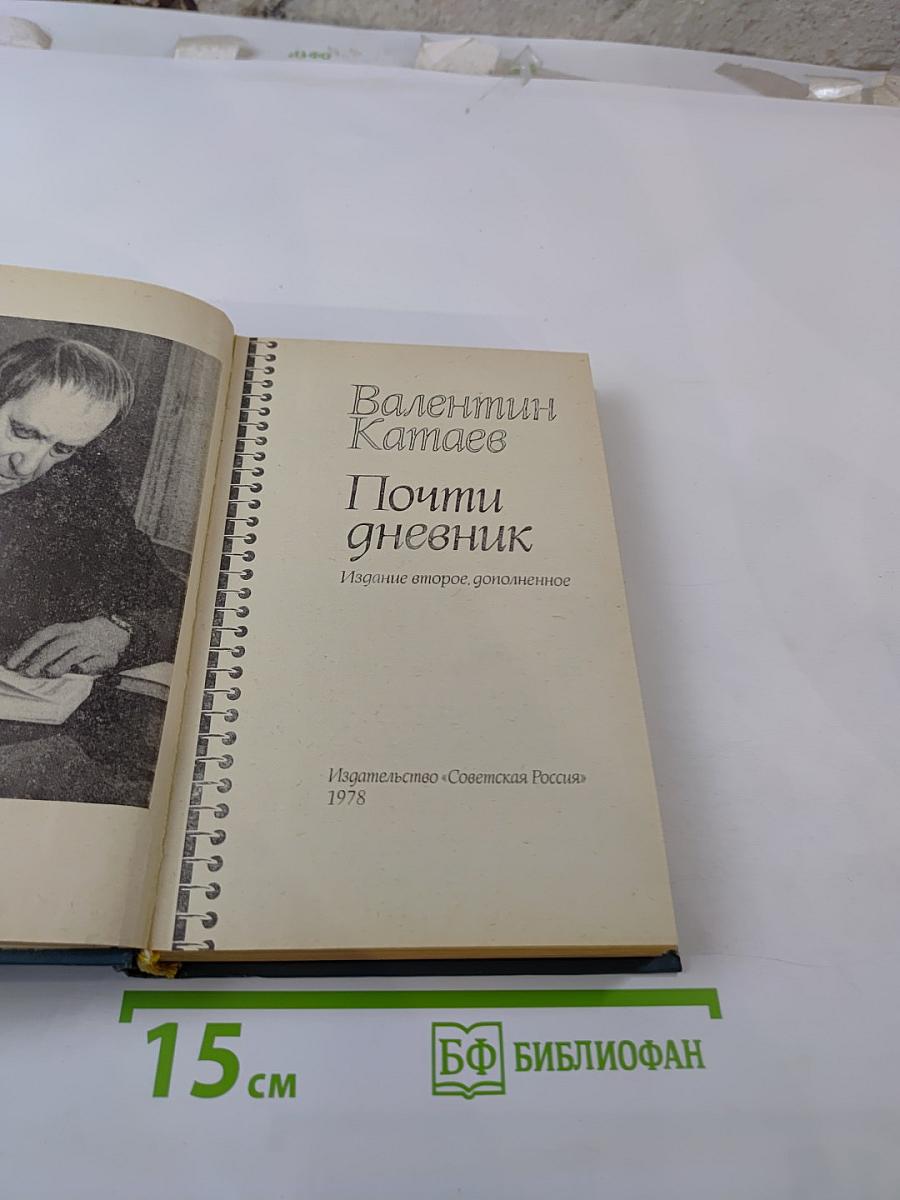 Валентин
Катаев
Почти
дневник
Издание второе, дополненное
Издательство «Советская Россия»
1978
15 см
БФ БИБЛИОФАН